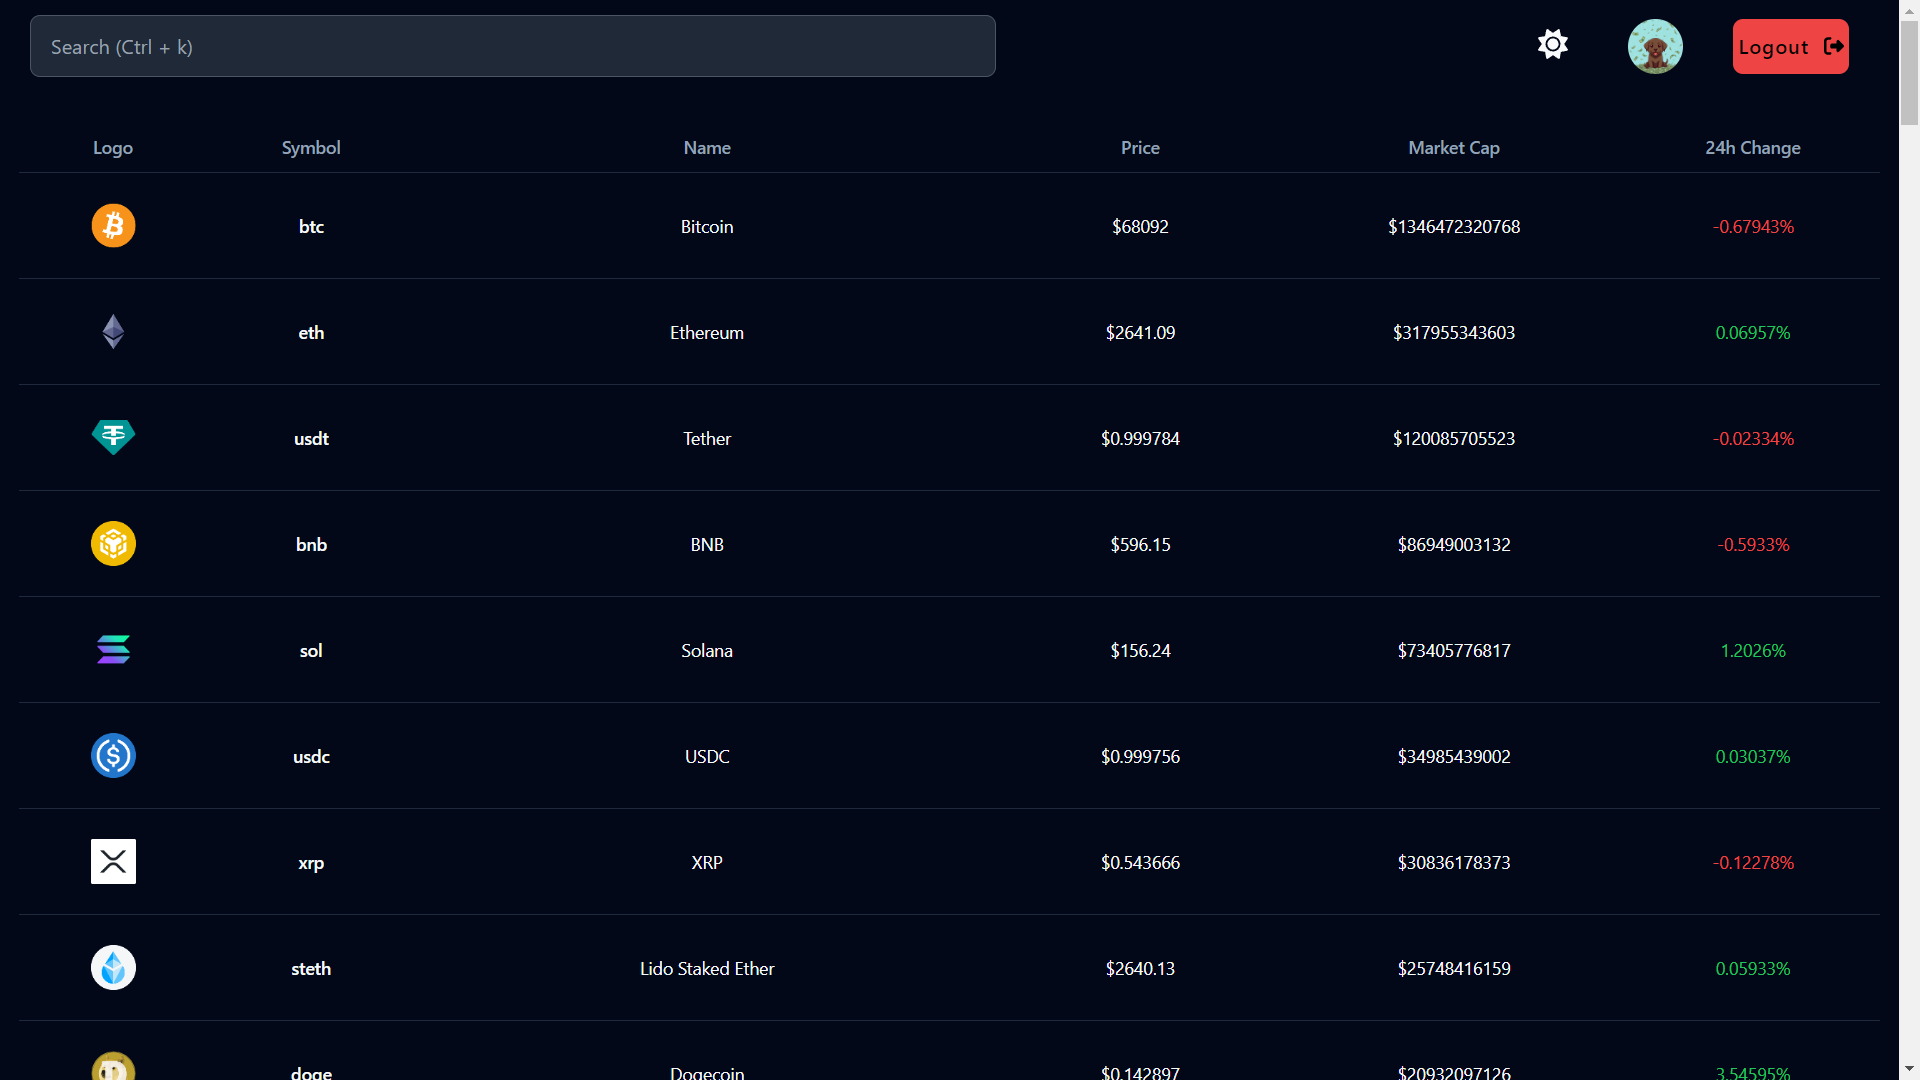 Search (Ctrl + k)
Logout
Logo Symbol Name Price Market Cap 24h Change
btc Bitcoin $68092 $1346472320768 -0.67943%
eth Ethereum $2641.09 $317955343603 0.06957%
usdt Tether $0.999784 $120085705523 -0.02334%
bnb BNB $596.15 $86949003132 -0.5933%
sol Solana $156.24 $73405776817 1.2026%
usdc USDC $0.999756 $34985439002 0.03037%
xrp XRP $0.543666 $30836178373 -0.12278%
steth Lido Staked Ether $2640.13 $25748416159 0.05933%
doge Dogecoin $0.142897 $20932097126 3.54595%